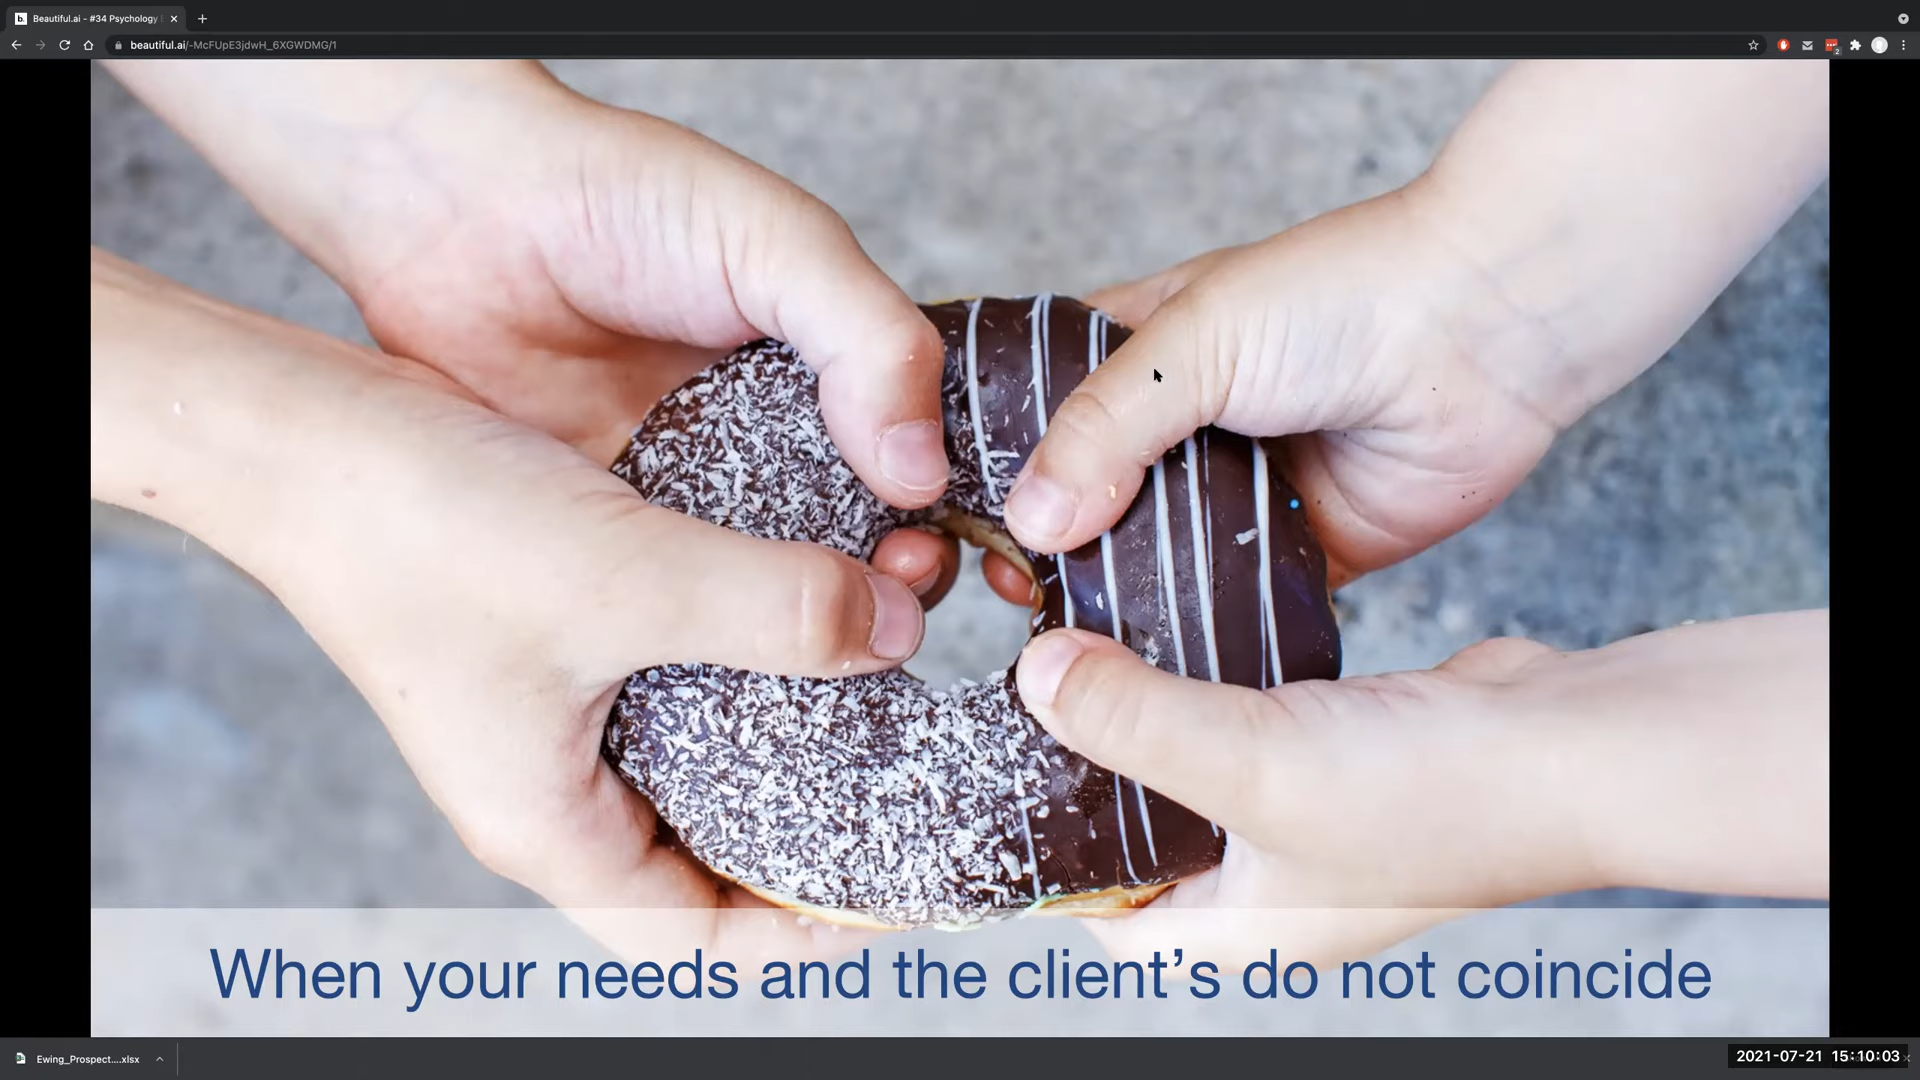 Beautiful.ai - #34 Psychology
beautiful.ai/-McFUpE3jdwH_6XGWDMG/1
2
When your needs and the client's do not coincide
Ewing_Prospect....xlsx
2021-07-21 15:10:03